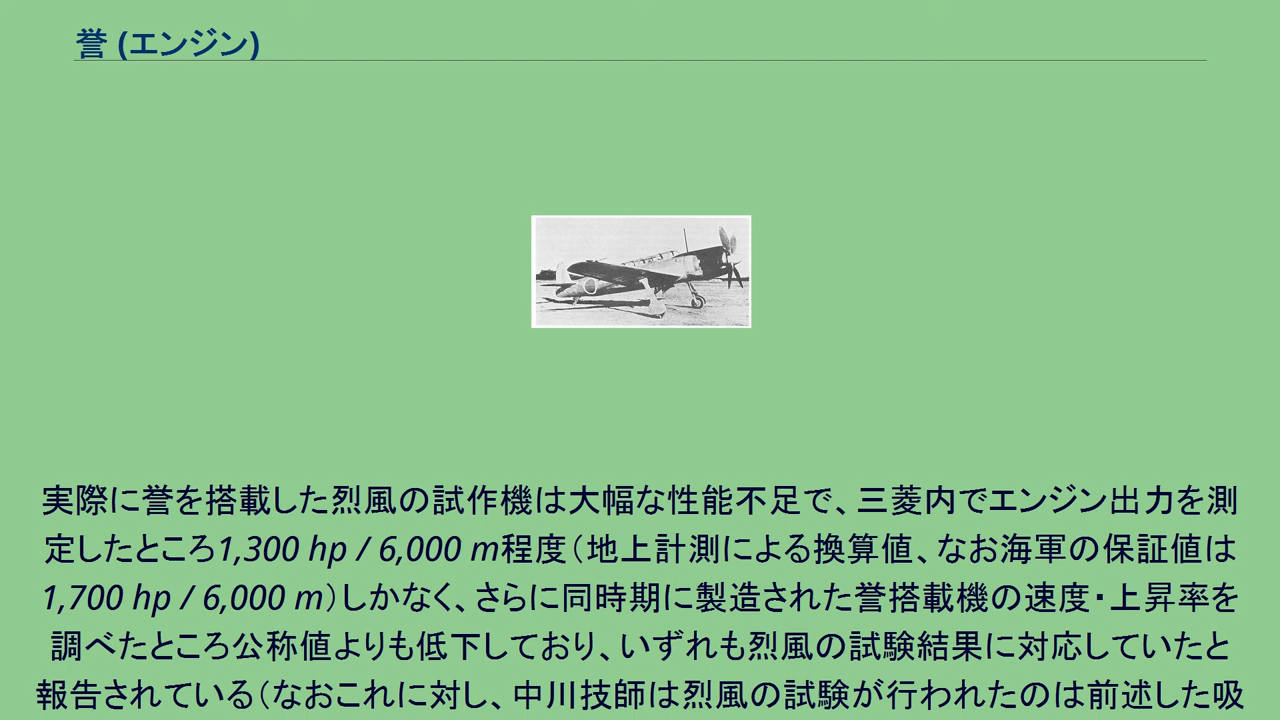 誉 (エンジン)
実際に誉を搭載した烈風の試作機は大幅な性能不足で、三菱内でエンジン出力を測
定したところ1,300 hp / 6,000 m程度（地上計測による換算値、なお海軍の保証値は
1,700 hp / 6,000 m）しかなく、さらに同時期に製造された誉搭載機の速度・上昇率を
調べたところ公称値よりも低下しており、いずれも烈風の試験結果に対応していたと
報告されている（なおこれに対し、中川技師は烈風の試験が行われたのは前述した吸